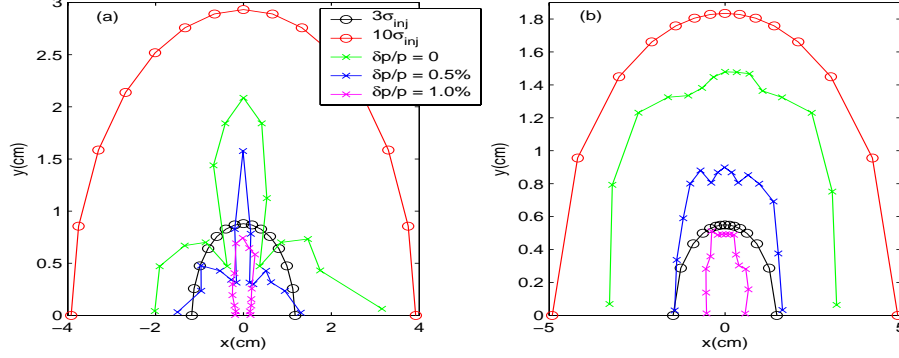 (a)
3
2.5
2
1.5
1
0.5
0
y(cm)
−4
−2
0
2
4
x(cm)
3σinj
10σinj
δp/p = 0
δp/p = 0.5%
δp/p = 1.0%
(b)
1.8
1.6
1.4
1.2
1
0.8
0.6
0.4
0.2
0
y(cm)
−5
0
5
x(cm)